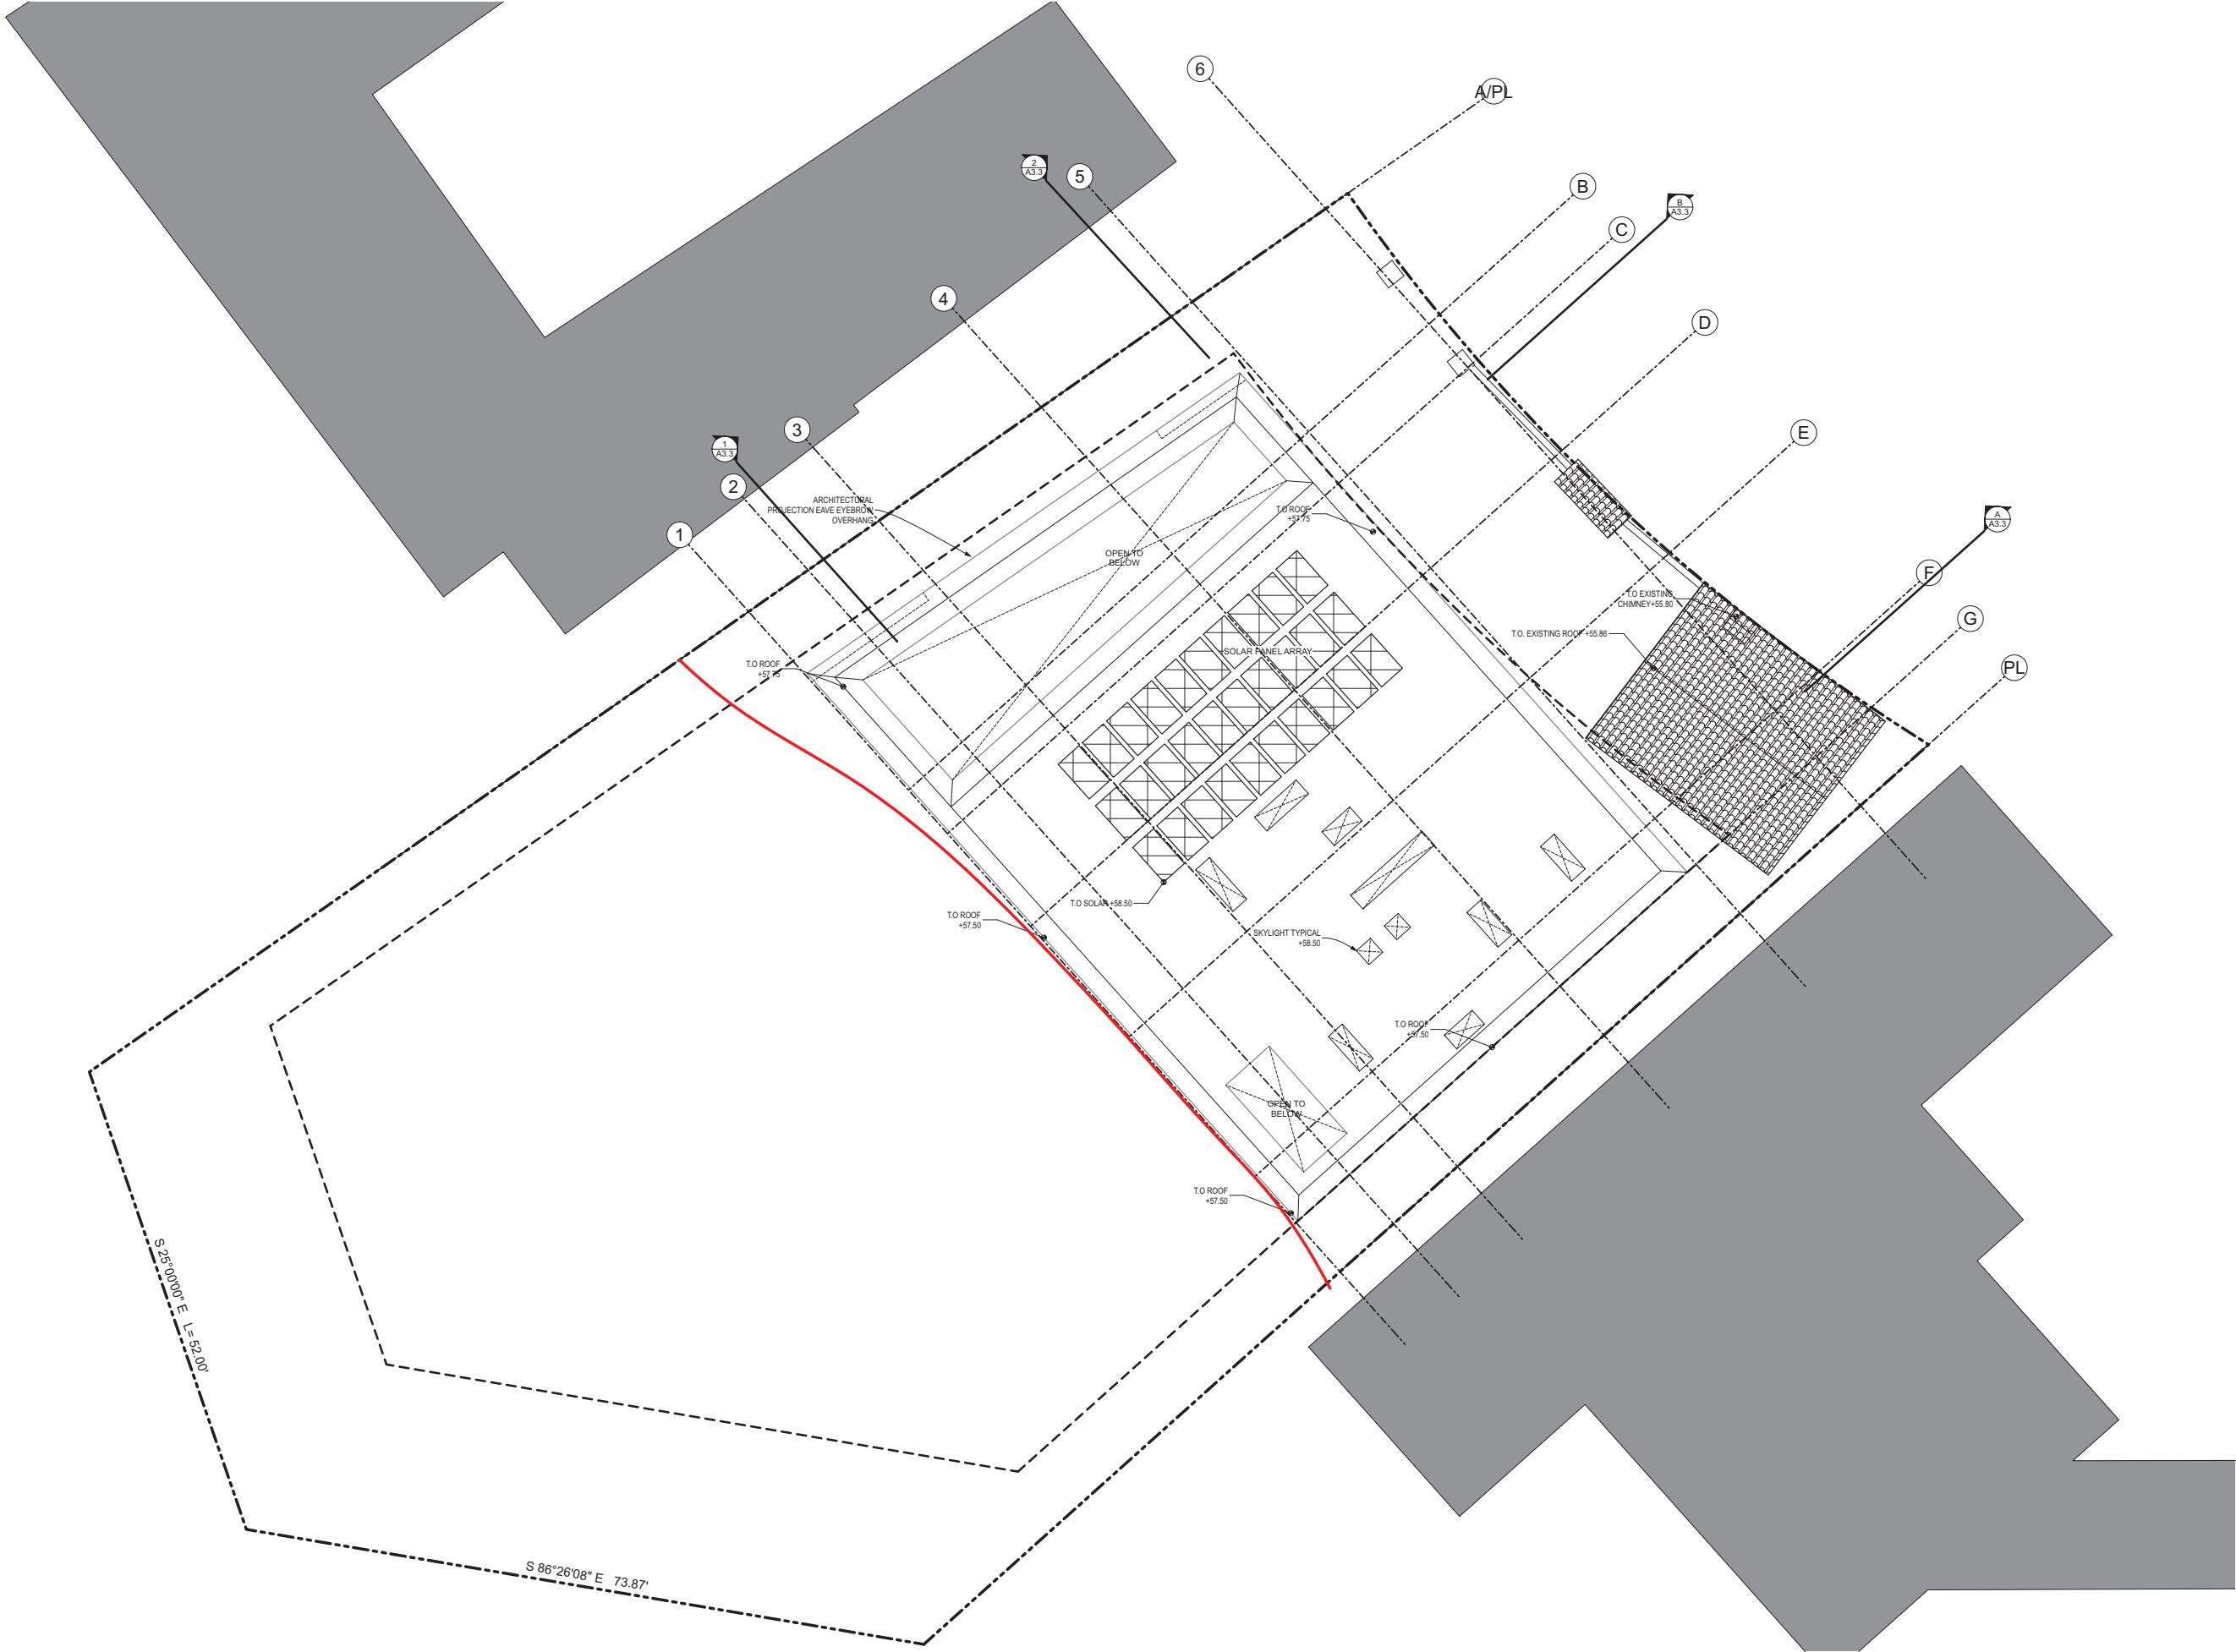 6
A/PL
2
A3.3
5
B
B
A3.3
C
4
D
3
E
1
A3.3
2
ARCHITECTURAL
PROJECTION EAVE EYEBROW
OVERHANG
T.O ROOF
+57.75
A
A3.3
1
OPEN TO
BELOW
F
T.O EXISTING
CHIMNEY+55.80
G
T.O. EXISTING ROOF +55.86
SOLAR PANEL ARRAY
T.O ROOF
+57.75
PL
T.O SOLAR +58.50
T.O ROOF
+57.50
SKYLIGHT TYPICAL
+58.50
T.O ROOF
+57.50
OPEN TO
BELOW
T.O ROOF
+57.50
S 25°00'00" E L= 52.00'
S 86°26'08" E 73.87'